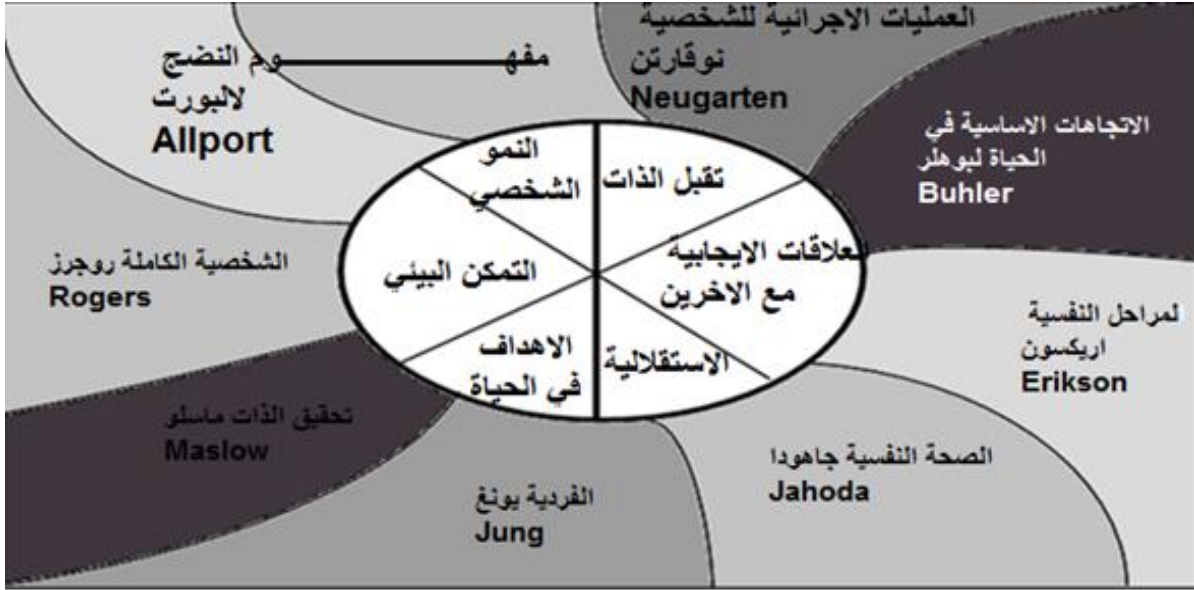 العمليات الاجرائية للشخصية
نوقارتن
Neugarten
مفهـــــوم النضج
لالبورت
Allport
الاتجاهات الاساسية في
الحياة لبوهلر
Buhler
النمو
الشخصي
تقبل الذات
لعلاقات الايجابية
مع الاخرين
التمكن البيئي
الاهداف
في الحياة
الاستقلالية
الشخصية الكاملة روجرز
Rogers
لمراحل النفسية
اريكسون
Erikson
تحقيق الذات ماسلو
Maslow
الصحة النفسية جاهودا
Jahoda
الفردية يونغ
Jung